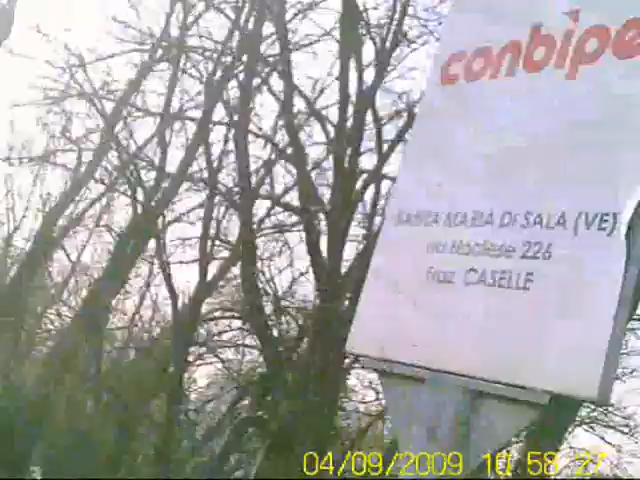 conbipe
SANTA MARIA DI SALA (VE)
via Noalese 226
Fraz. CASELLE
04/09/2009 10 58 27